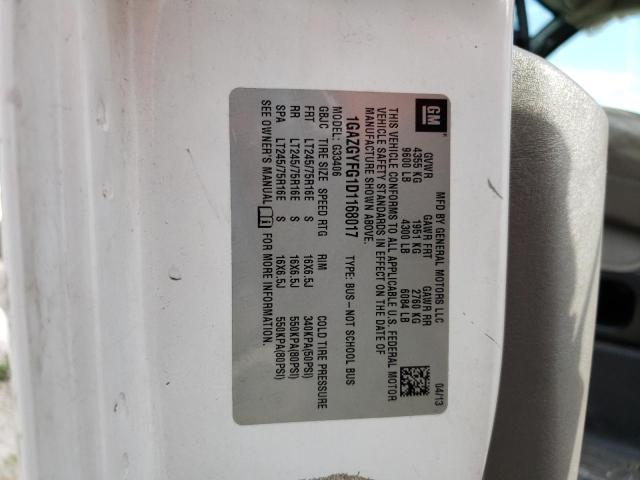 GM MFD BY GENERAL MOTORS LLC 04/13
GVWR GAWR FRT GAWR RR
4355 KG 1951 KG 2760 KG
9600 LB 4300 LB 6084 LB
THIS VEHICLE CONFORMS TO ALL APPLICABLE U.S. FEDERAL MOTOR
VEHICLE SAFETY STANDARDS IN EFFECT ON THE DATE OF
MANUFACTURE SHOWN ABOVE.
1GAZGYFG1D1168017 TYPE: BUS-NOT SCHOOL BUS
MODEL: G33406
GBJC TIRE SIZE SPEED RTG RIM COLD TIRE PRESSURE
FRT LT245/75R16E S 16X6.5J 340KPA(50PSI)
RR LT245/75R16E S 16X6.5J 550KPA(80PSI)
SPA LT245/75R16E S 16X6.5J 550KPA(80PSI)
SEE OWNER'S MANUAL FOR MORE INFORMATION.